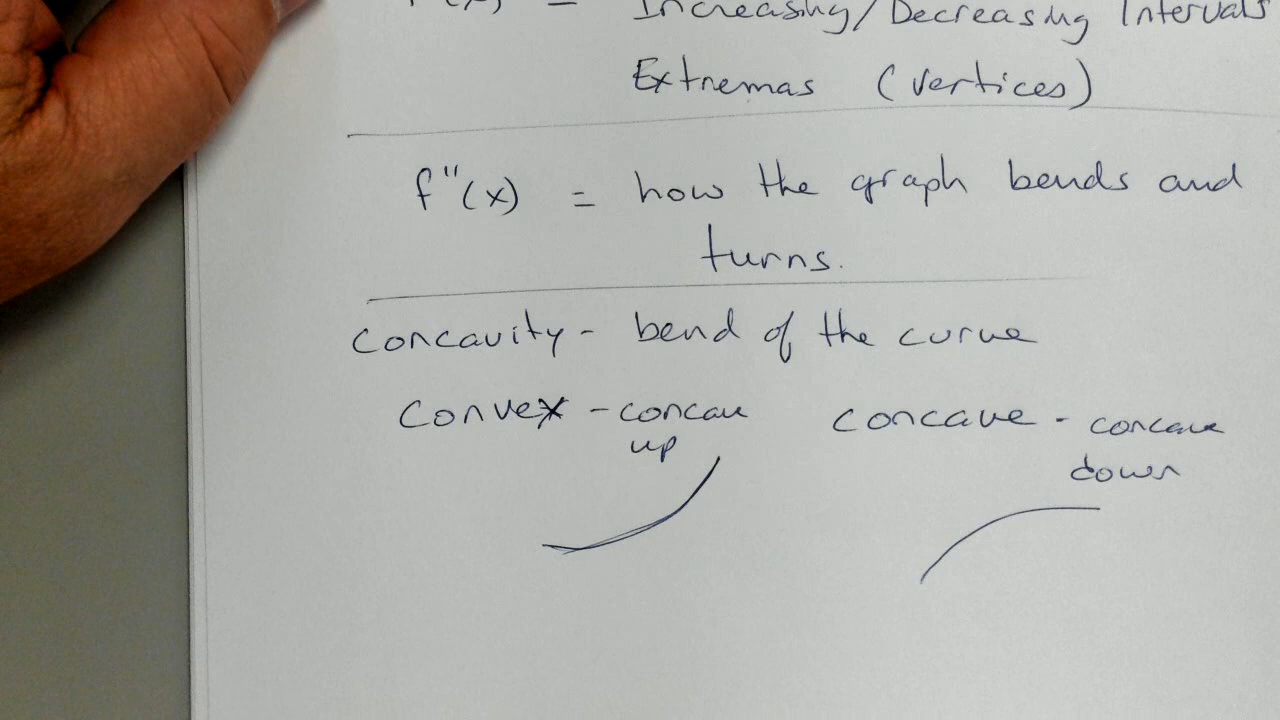 f'(x) = Increasing/Decreasing Intervals
Extremas (vertices)
f"(x) = how the graph bends and
turns.
concavity - bend of the curve
convex - concave up
concave - concave down